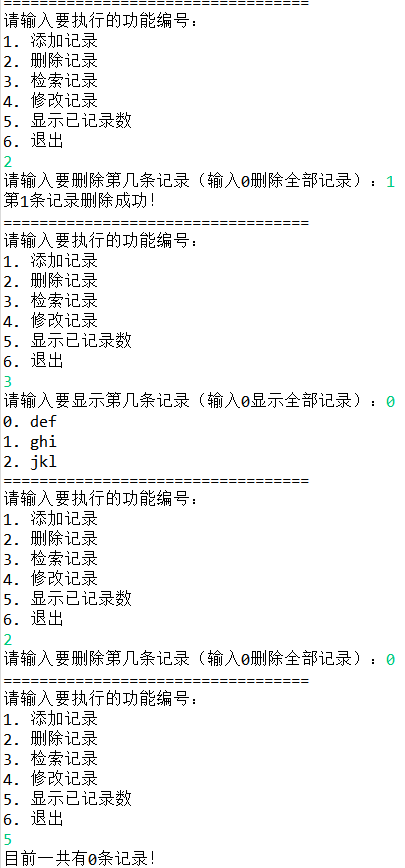 ==================================
请输入要执行的功能编号：
1. 添加记录
2. 删除记录
3. 检索记录
4. 修改记录
5. 显示已记录数
6. 退出
2
请输入要删除第几条记录（输入0删除全部记录）：1
第1条记录删除成功！
==================================
请输入要执行的功能编号：
1. 添加记录
2. 删除记录
3. 检索记录
4. 修改记录
5. 显示已记录数
6. 退出
3
请输入要显示第几条记录（输入0显示全部记录）：0
0. def
1. ghi
2. jkl
==================================
请输入要执行的功能编号：
1. 添加记录
2. 删除记录
3. 检索记录
4. 修改记录
5. 显示已记录数
6. 退出
2
请输入要删除第几条记录（输入0删除全部记录）：0
==================================
请输入要执行的功能编号：
1. 添加记录
2. 删除记录
3. 检索记录
4. 修改记录
5. 显示已记录数
6. 退出
5
目前一共有0条记录！